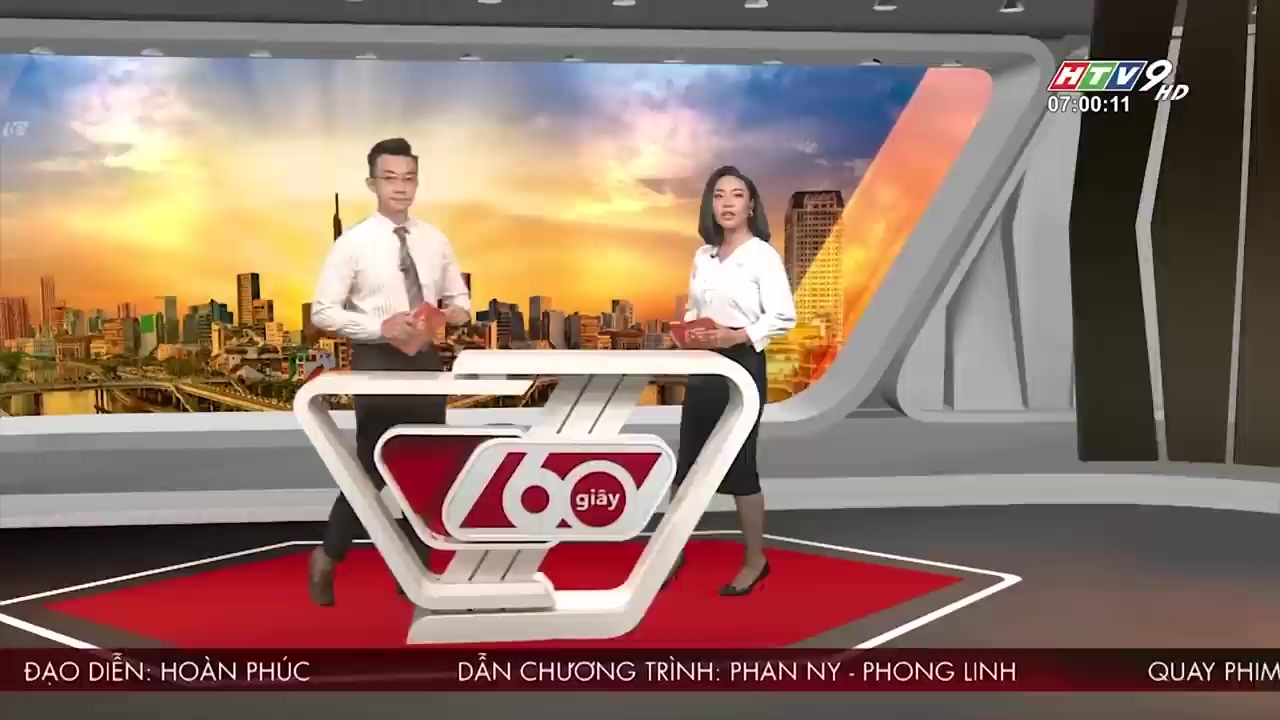 HTV9 HD
07:00:11
60 giây
ĐẠO DIỄN: HOÀN PHÚC DẪN CHƯƠNG TRÌNH: PHAN NY - PHONG LINH QUAY PHIM